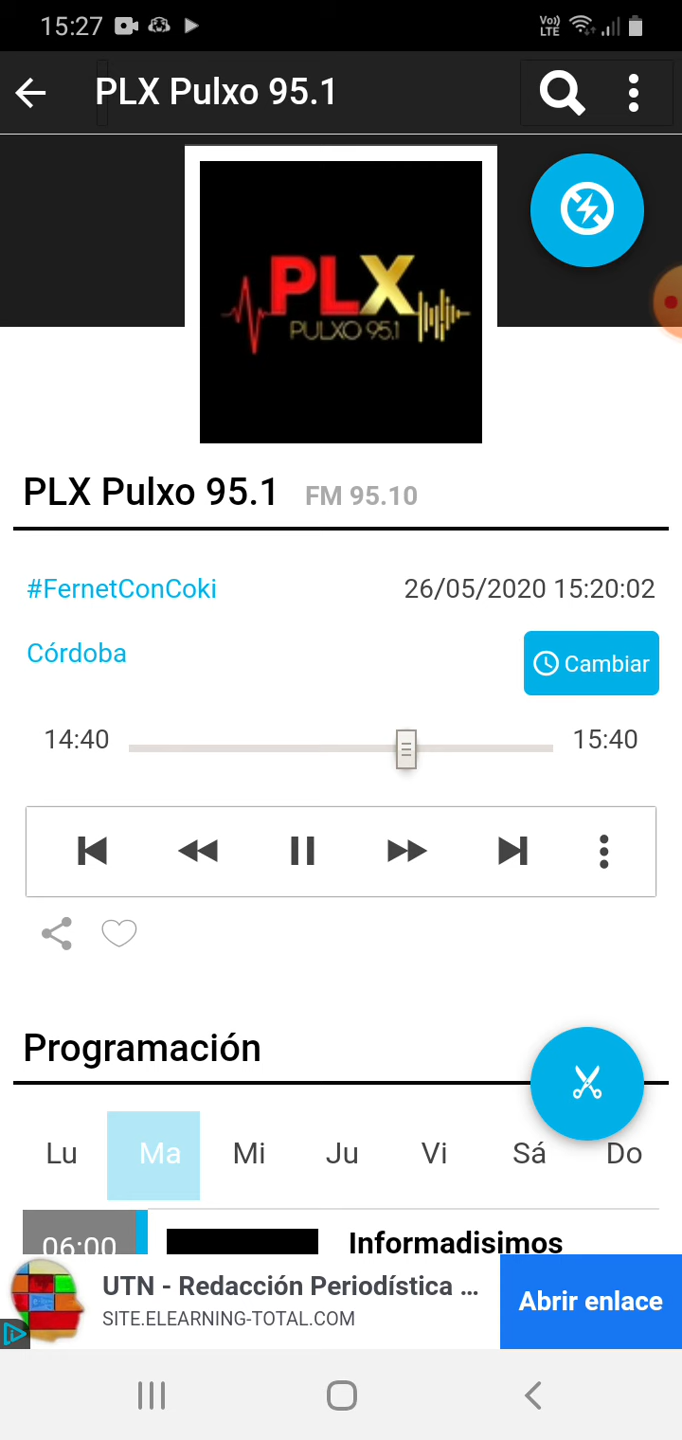 15:27
Vo)) LTE
PLX Pulxo 95.1
PLX
PULXO 95.1
PLX Pulxo 95.1 FM 95.10
#FernetConCoki 26/05/2020 15:20:02
Córdoba Cambiar
14:40 15:40
Programación
Lu Ma Mi Ju Vi Sá Do
06:00 Informadisimos
UTN - Redacción Periodística ...
SITE.ELEARNING-TOTAL.COM
Abrir enlace